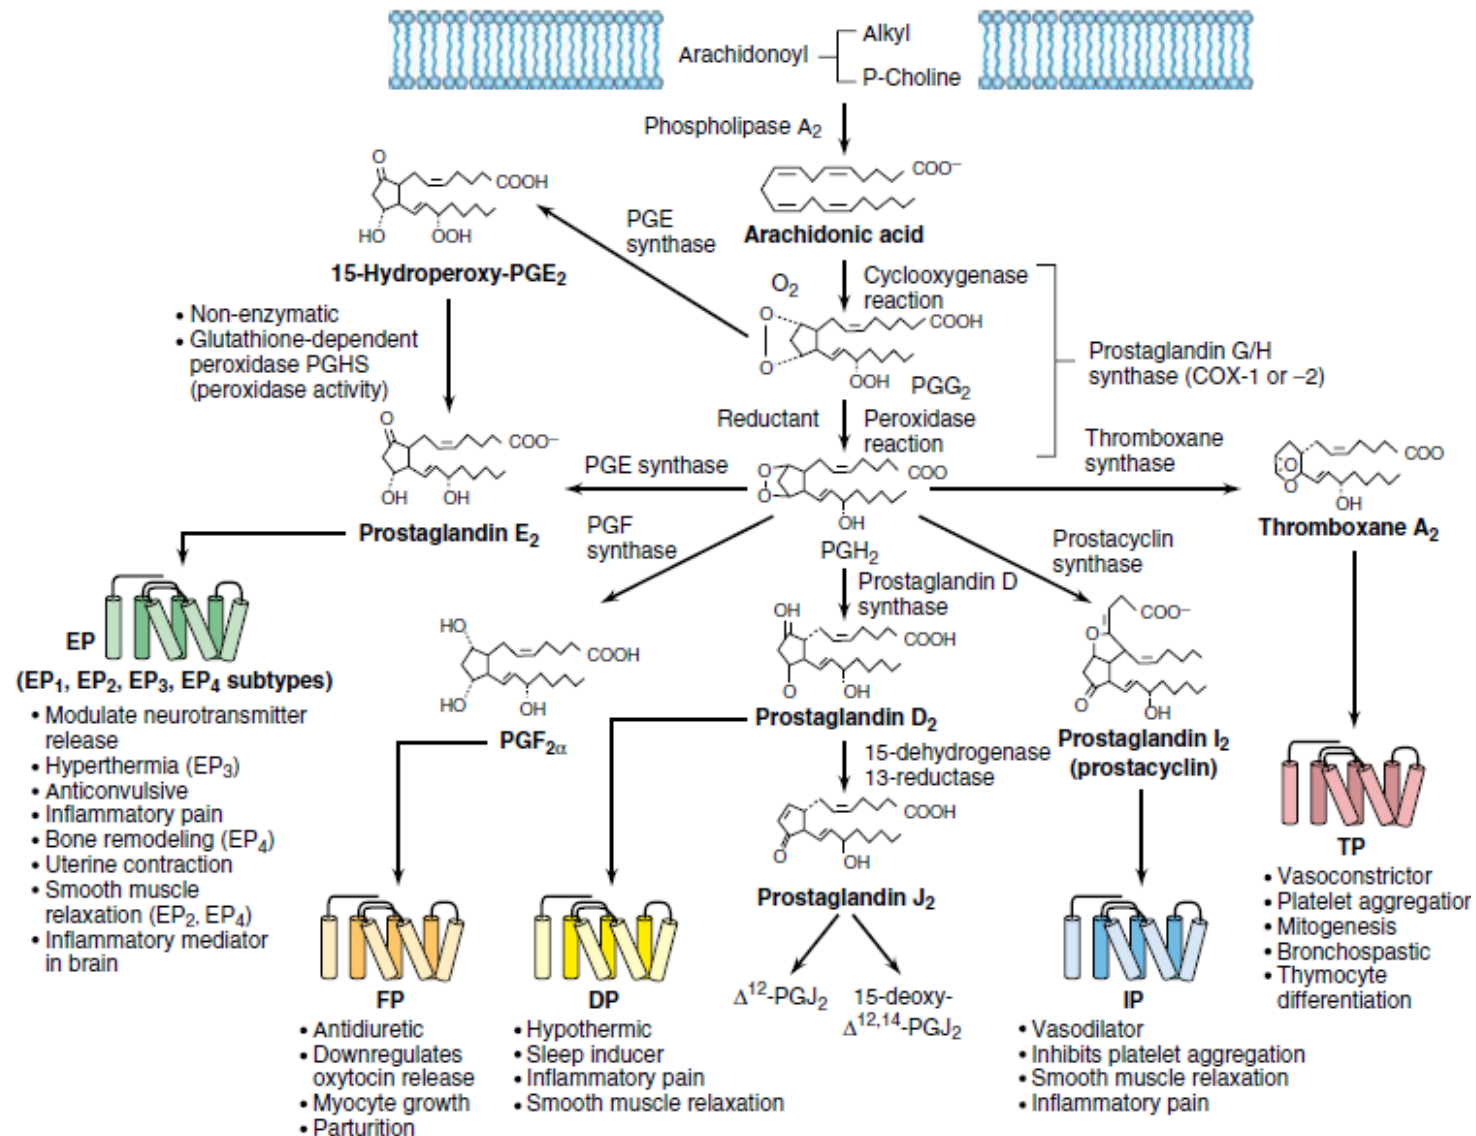 Arachidonoyl
Alkyl
P-Choline
Phospholipase A2
COO–
Arachidonic acid
O
COOH
HO
OOH
15-Hydroperoxy-PGE2
PGE
synthase
O2
Cyclooxygenase
reaction
O
O
COOH
OOH
PGG2
Prostaglandin G/H
synthase (COX-1 or –2)
• Non-enzymatic
• Glutathione-dependent
peroxidase PGHS
(peroxidase activity)
Reductant
Peroxidase
reaction
O
COO–
OH
OH
Prostaglandin E2
PGE synthase
O
O
COO
OH
PGH2
Thromboxane
synthase
COO
O
O
OH
Thromboxane A2
PGF
synthase
Prostaglandin D
synthase
Prostacyclin
synthase
EP
(EP1, EP2, EP3, EP4 subtypes)
• Modulate neurotransmitter
release
• Hyperthermia (EP3)
• Anticonvulsive
• Inflammatory pain
• Bone remodeling (EP4)
• Uterine contraction
• Smooth muscle
relaxation (EP2, EP4)
• Inflammatory mediator
in brain
HO
COOH
HO
OH
PGF2α
OH
COOH
O
OH
Prostaglandin D2
COO–
O
O
OH
Prostaglandin I2
(prostacyclin)
15-dehydrogenase
13-reductase
COOH
O
OH
Prostaglandin J2
Δ12-PGJ2
15-deoxy-
Δ12,14-PGJ2
FP
• Antidiuretic
• Downregulates
oxytocin release
• Myocyte growth
• Parturition
DP
• Hypothermic
• Sleep inducer
• Inflammatory pain
• Smooth muscle relaxation
IP
• Vasodilator
• Inhibits platelet aggregation
• Smooth muscle relaxation
• Inflammatory pain
TP
• Vasoconstrictor
• Platelet aggregation
• Mitogenesis
• Bronchospastic
• Thymocyte
differentiation